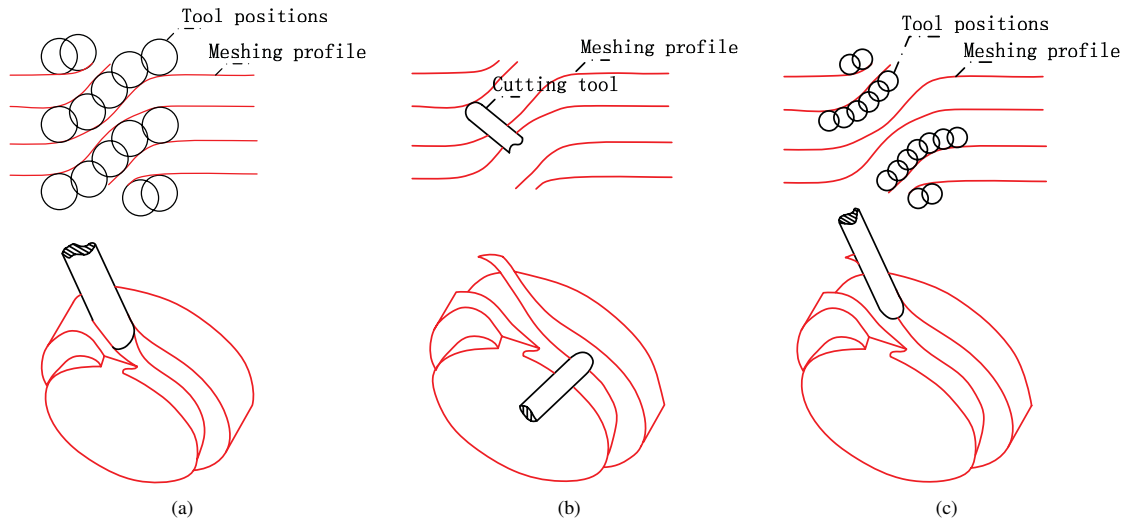 Tool positions
Meshing profile
Meshing profile
Cutting tool
Tool positions
Meshing profile
(a)
(b)
(c)